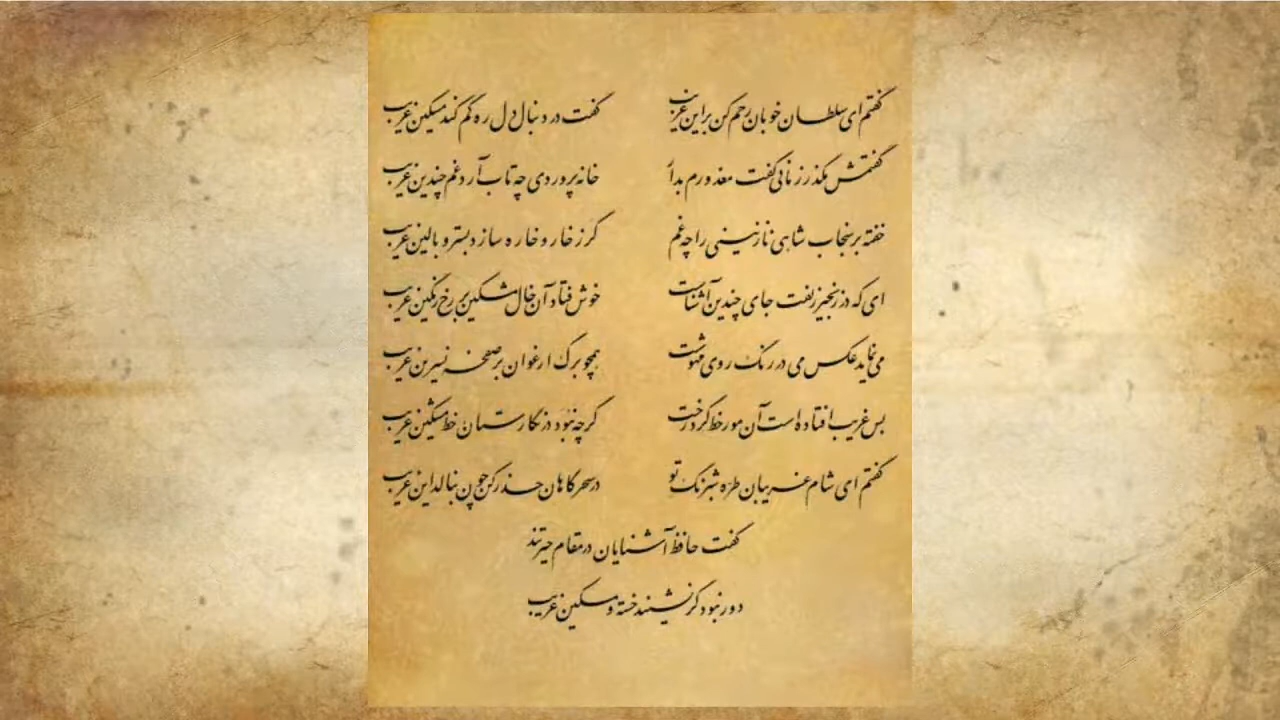 گفتم ای سلطان خوبان رحم کن بر این غریب
گفت در دنبال دل ره گم کند مسکین غریب
گفتمش مگذر زمانی گفت معذورم بدار
خانه پروردی چه تاب آرد غم چندین غریب
خفته بر سنجاب شاهی نازنینی را چه غم
گر ز خار و خاره سازد بستر و بالین غریب
ای که در زنجیر زلفت جای چندین آشناست
خوش فتاد آن خال مشکین بر رخ رنگین غریب
می نماید عکس می در رنگ روی مهوشت
همچو برگ ارغوان بر صفحه نسرین غریب
بس غریب افتاده است آن مور خط گرد رخت
گرچه نبود در نگارستان خط مشکین غریب
گفتم ای شام غریبان طره شبرنگ تو
در سحرگاهان حذر کن چون بنالد این غریب
گفت حافظ آشنایان در مقام حیرتند
دور نبود گر نشیند خسته و مسکین غریب